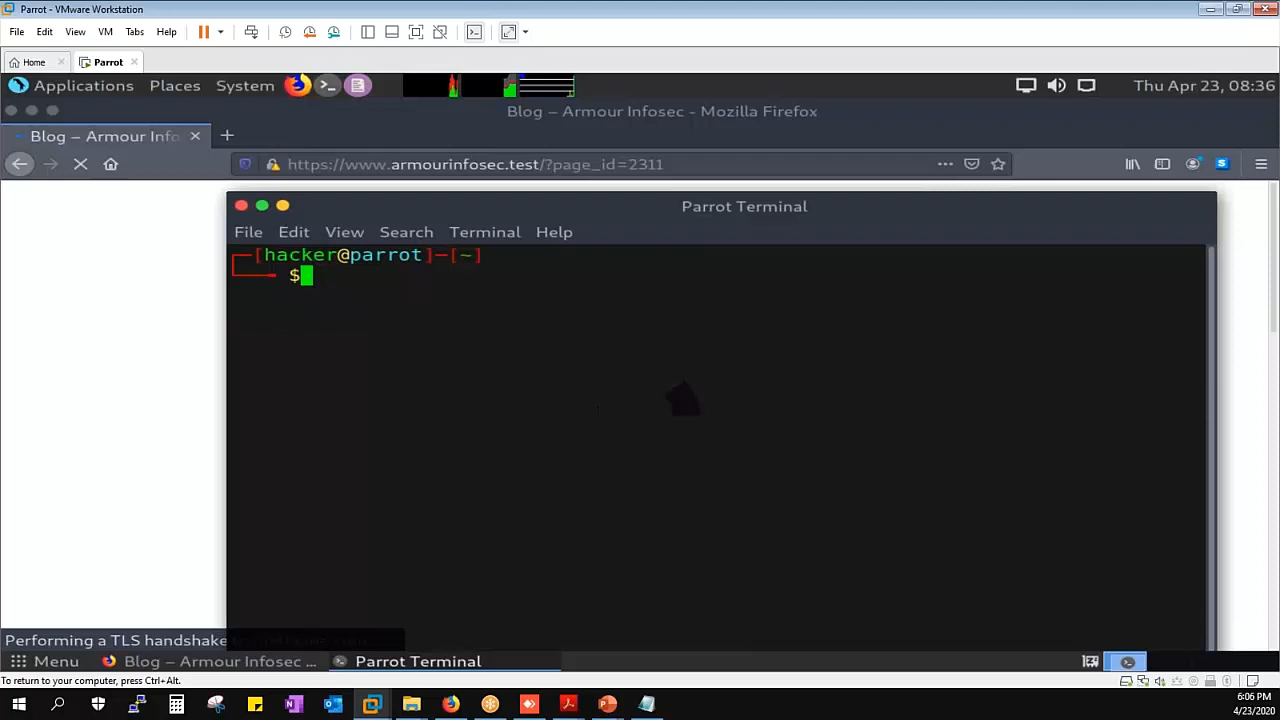 Parrot - VMware Workstation
File Edit View VM Tabs Help
Home Parrot
Applications Places System Thu Apr 23, 08:36
Blog – Armour Infosec - Mozilla Firefox
Blog – Armour Info
https://www.armourinfosec.test/?page_id=2311
Parrot Terminal
File Edit View Search Terminal Help
[hacker@parrot]-[~]
$
Performing a TLS handshake
Menu Blog – Armour Infosec ... Parrot Terminal
To return to your computer, press Ctrl+Alt.
6:06 PM
4/23/2020